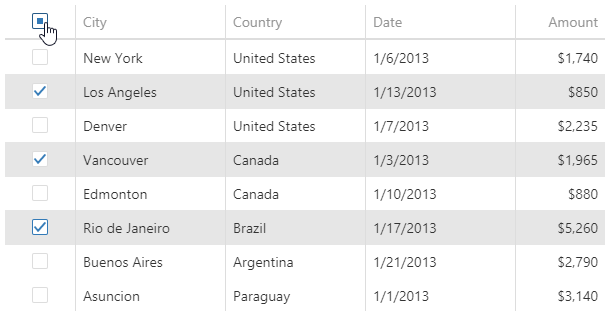 City Country Date Amount
New York United States 1/6/2013 $1,740
Los Angeles United States 1/13/2013 $850
Denver United States 1/7/2013 $2,235
Vancouver Canada 1/3/2013 $1,965
Edmonton Canada 1/10/2013 $880
Rio de Janeiro Brazil 1/17/2013 $5,260
Buenos Aires Argentina 1/21/2013 $2,790
Asuncion Paraguay 1/1/2013 $3,140